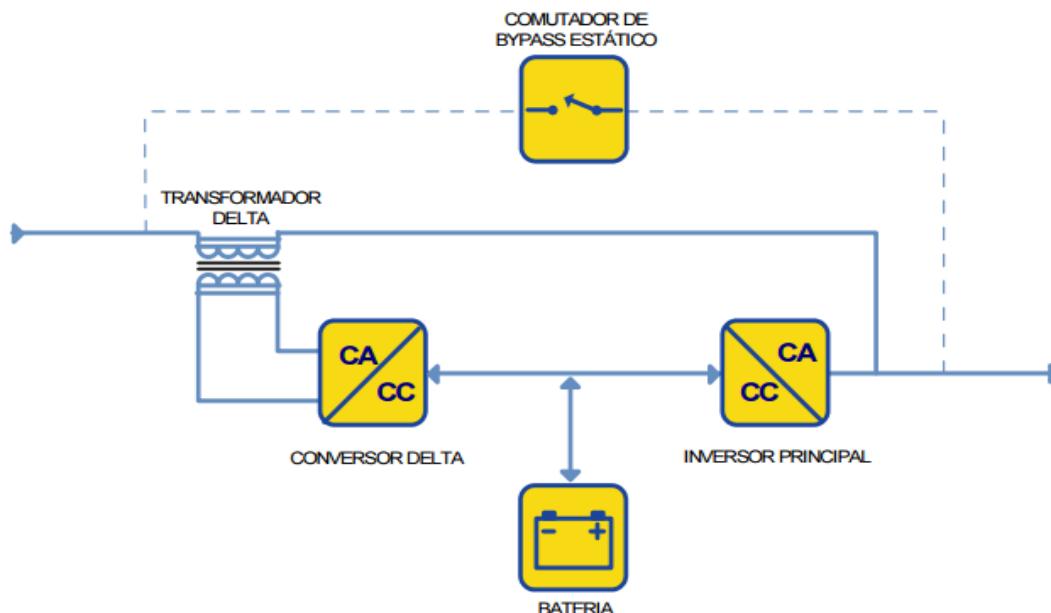 COMUTADOR DE
BYPASS ESTÁTICO
TRANSFORMADOR
DELTA
CA
CC
CA
CC
CONVERSOR DELTA
INVERSOR PRINCIPAL
- +
BATERIA